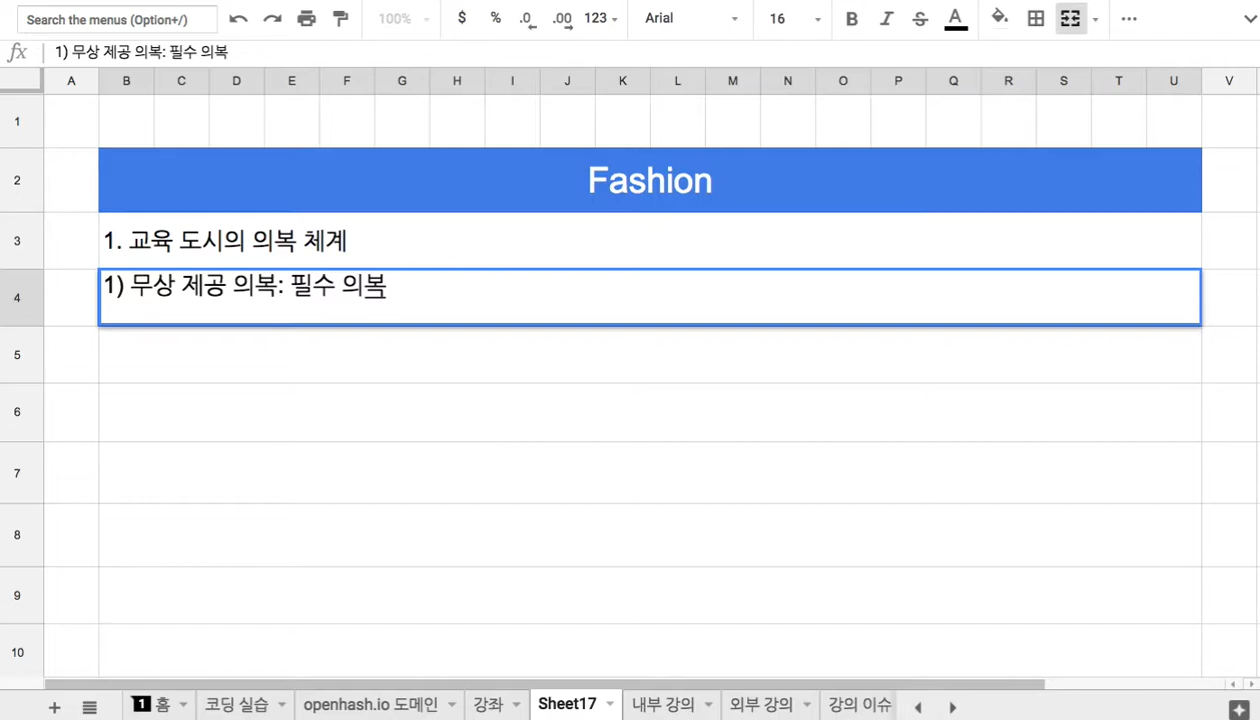 Search the menus (Option+/) 100% $ % .0 .00 123 Arial 16 B I S A
fx 1) 무상 제공 의복: 필수 의복
A B C D E F G H I J K L M N O P Q R S T U V
1
2 Fashion
3 1. 교육 도시의 의복 체계
4 1) 무상 제공 의복: 필수 의복
5
6
7
8
9
10
1 홈 코딩 실습 openhash.io 도메인 강좌 Sheet17 내부 강의 외부 강의 강의 이슈